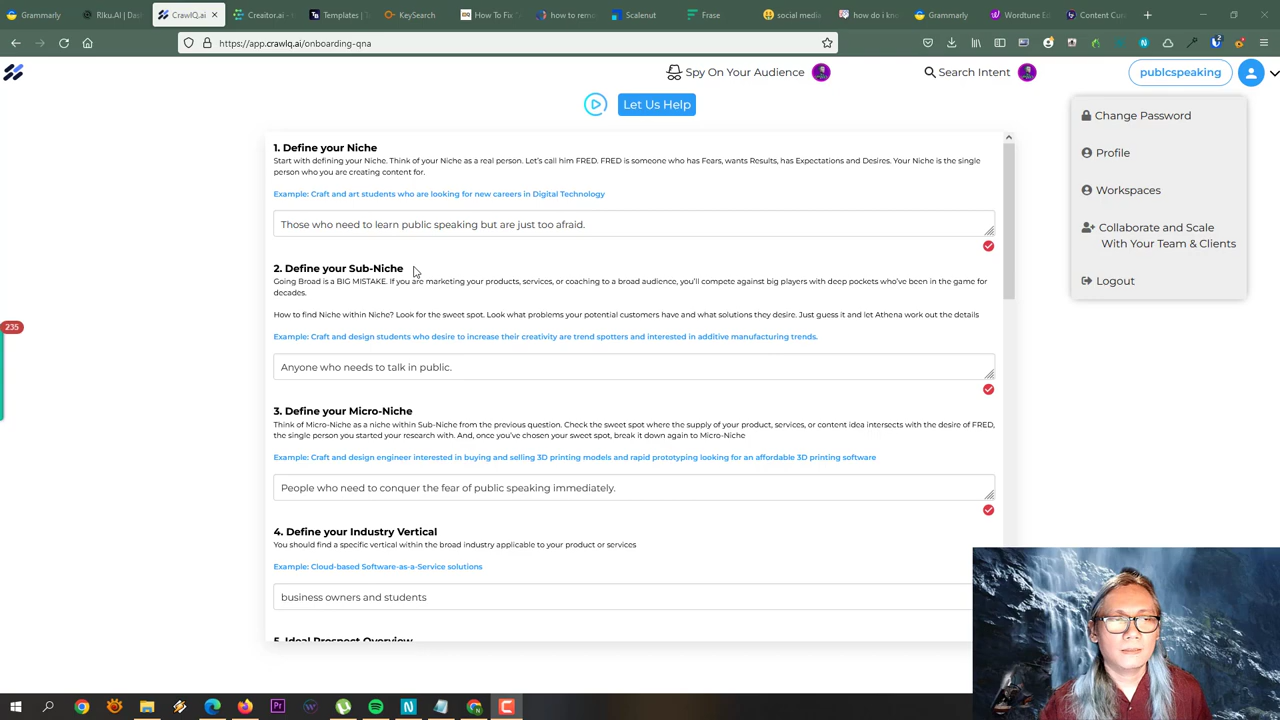 Grammarly
RIku.AI - Das
CrawlQ.ai
Creaitor.ai -
Templates |
KeySearch
How To Fix
how to rem
Scalenut
Frase
social media
how do i kno
Grammarly
Wordtune E
Content Cu
https://app.crawlq.ai/onboarding-qna
Spy On Your Audience
Search Intent
publcspeaking
Let Us Help
Change Password
Profile
Workspaces
Collaborate and Scale
With Your Team & Clients
Logout
1. Define your Niche
Start with defining your Niche. Think of your Niche as a real person. Let's call him FRED. FRED is someone who has Fears, wants Results, has Expectations and Desires. Your Niche is the single
person who you are creating content for.
Example: Craft and art students who are looking for new careers in Digital Technology
Those who need to learn public speaking but are just too afraid.
2. Define your Sub-Niche
Going Broad is a BIG MISTAKE. If you are marketing your products, services, or coaching to a broad audience, you'll compete against big players with deep pockets who've been in the game for
decades.
How to find Niche within Niche? Look for the sweet spot. Look what problems your potential customers have and what solutions they desire. Just guess it and let Athena work out the details
Example: Craft and design students who desire to increase their creativity are trend spotters and interested in additive manufacturing trends.
235
Anyone who needs to talk in public.
3. Define your Micro-Niche
Think of Micro-Niche as a niche within Sub-Niche from the previous question. Check the sweet spot where the supply of your product, services, or content idea intersects with the desire of FRED,
the single person you started your research with. And, once you've chosen your sweet spot, break it down again to Micro-Niche
Example: Craft and design engineer interested in buying and selling 3D printing models and rapid prototyping looking for an affordable 3D printing software
People who need to conquer the fear of public speaking immediately.
4. Define your Industry Vertical
You should find a specific vertical within the broad industry applicable to your product or services
Example: Cloud-based Software-as-a-Service solutions
business owners and students
5. Ideal Prospect Overview